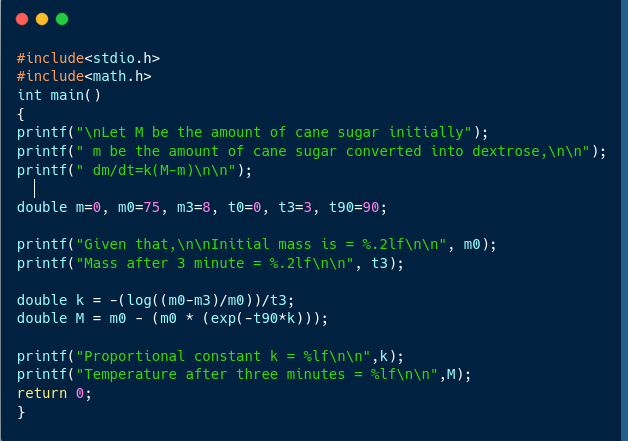 #include<stdio.h>
#include<math.h>
int main()
{
printf("\nLet M be the amount of cane sugar initially");
printf(" m be the amount of cane sugar converted into dextrose,\n\n");
printf(" dm/dt=k(M-m)\n\n");
double m=0, m0=75, m3=8, t0=0, t3=3, t90=90;
printf("Given that,\n\nInitial mass is = %.2lf\n\n", m0);
printf("Mass after 3 minute = %.2lf\n\n", t3);
double k = -(log((m0-m3)/m0))/t3;
double M = m0 - (m0 * (exp(-t90*k)));
printf("Proportional constant k = %lf\n\n",k);
printf("Temperature after three minutes = %lf\n\n",M);
return 0;
}